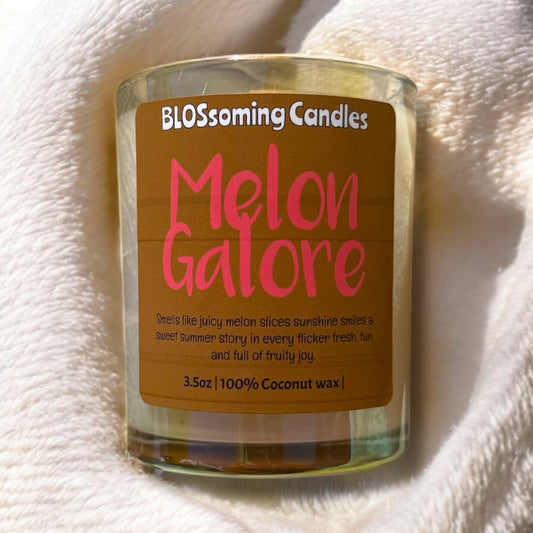 BLOSsoming Candles
Melon
Galore
Smells like juicy melon slices sunshine smiles a
sweet summer story in every flicker fresh, fun,
and full of fruity joy.
3.5oz | 100% Coconut wax |